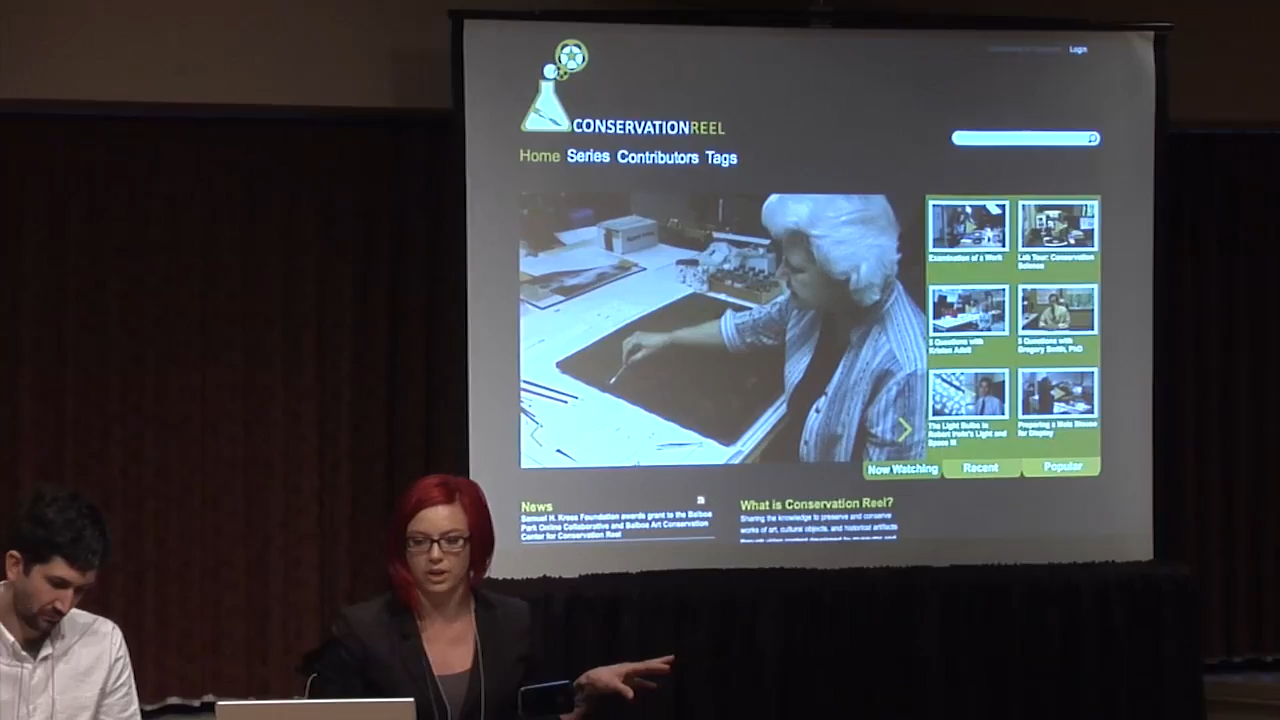 Login
CONSERVATIONREEL
Home Series Contributors Tags
Examination of a Work
Lab Tour: Conservation
Science
5 Questions with
Kristen Adsit
5 Questions with
Gregory Smith, PhD
The Light Bulbs in
Robert Irwin's Light and
Space III
Preparing a Mola Blouse
for Display
Now Watching
Recent
Popular
News
Samuel H. Kress Foundation awards grant to the Balboa
Park Online Collaborative and Balboa Art Conservation
Center for Conservation Reel
What is Conservation Reel?
Sharing the knowledge to preserve and conserve
works of art, cultural objects, and historical artifacts